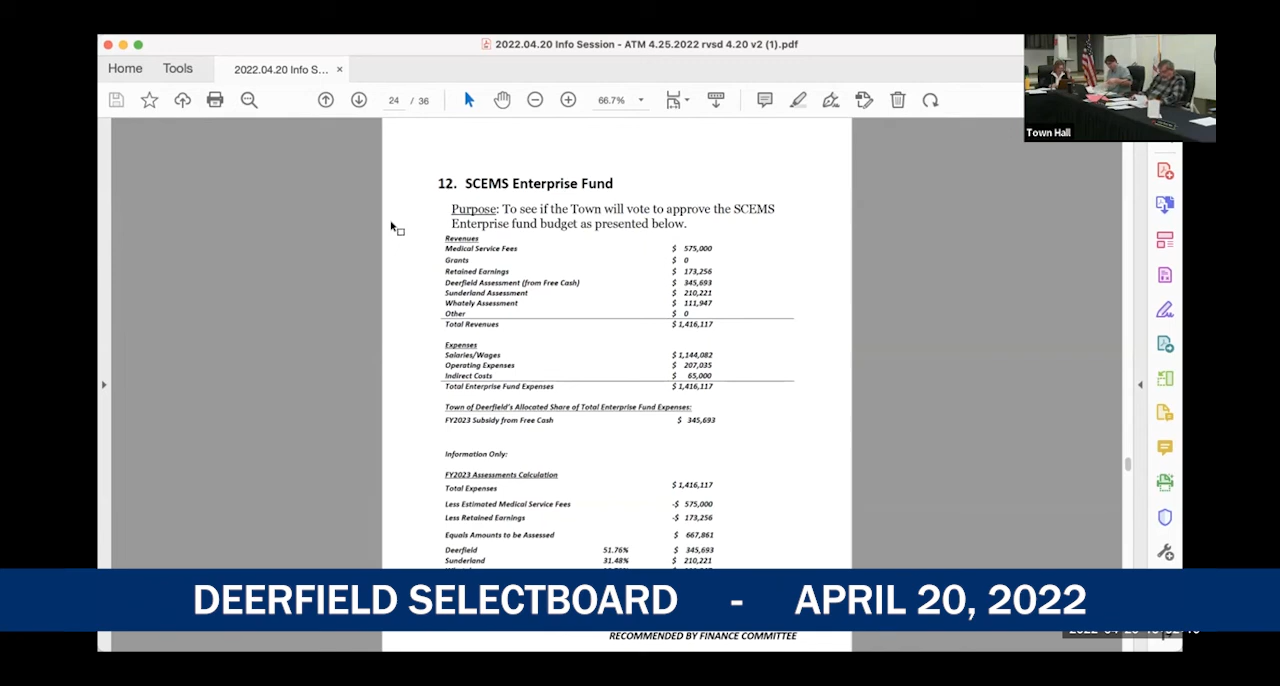 2022.04.20 Info Session - ATM 4.25.2022 rvsd 4.20 v2 (1).pdf
Home Tools 2022.04.20 Info S... ×
24 / 36 66.7%
Town Hall
12. SCEMS Enterprise Fund
Purpose: To see if the Town will vote to approve the SCEMS
Enterprise fund budget as presented below.
Revenues
Medical Service Fees $ 575,000
Grants $ 0
Retained Earnings $ 173,256
Deerfield Assessment (from Free Cash) $ 345,693
Sunderland Assessment $ 210,221
Whately Assessment $ 111,947
Other $ 0
Total Revenues $ 1,416,117
Expenses
Salaries/Wages $ 1,144,082
Operating Expenses $ 207,035
Indirect Costs $ 65,000
Total Enterprise Fund Expenses $ 1,416,117
Town of Deerfield's Allocated Share of Total Enterprise Fund Expenses:
FY2023 Subsidy from Free Cash $ 345,693
Information Only:
FY2023 Assessments Calculation
Total Expenses $ 1,416,117
Less Estimated Medical Service Fees -$ 575,000
Less Retained Earnings -$ 173,256
Equals Amounts to be Assessed $ 667,861
Deerfield 51.76% $ 345,693
Sunderland 31.48% $ 210,221
DEERFIELD SELECTBOARD - APRIL 20, 2022
RECOMMENDED BY FINANCE COMMITTEE